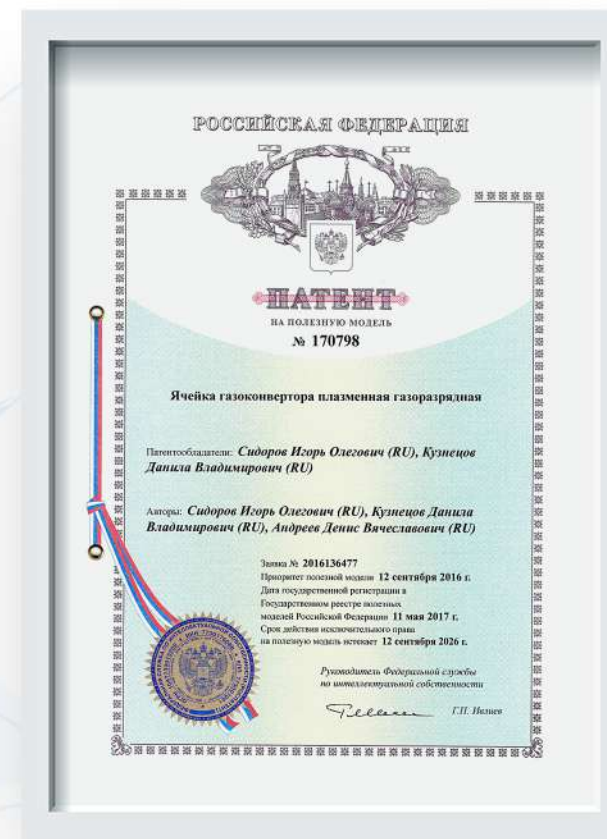 РОССИЙСКАЯ ФЕДЕРАЦИЯ
ПАТЕНТ
НА ПОЛЕЗНУЮ МОДЕЛЬ
№ 170798
Ячейка газоконвертора плазменная газоразрядная
Патентообладатели: Сидоров Игорь Олегович (RU), Кузнецов
Данила Владимирович (RU)
Авторы: Сидоров Игорь Олегович (RU), Кузнецов Данила
Владимирович (RU), Андреев Денис Вячеславович (RU)
Заявка № 2016136477
Приоритет полезной модели 12 сентября 2016 г.
Дата государственной регистрации в
Государственном реестре полезных
моделей Российской Федерации 11 мая 2017 г.
Срок действия исключительного права
на полезную модель истекает 12 сентября 2026 г.
Руководитель Федеральной службы
по интеллектуальной собственности
Г.П. Ивлиев